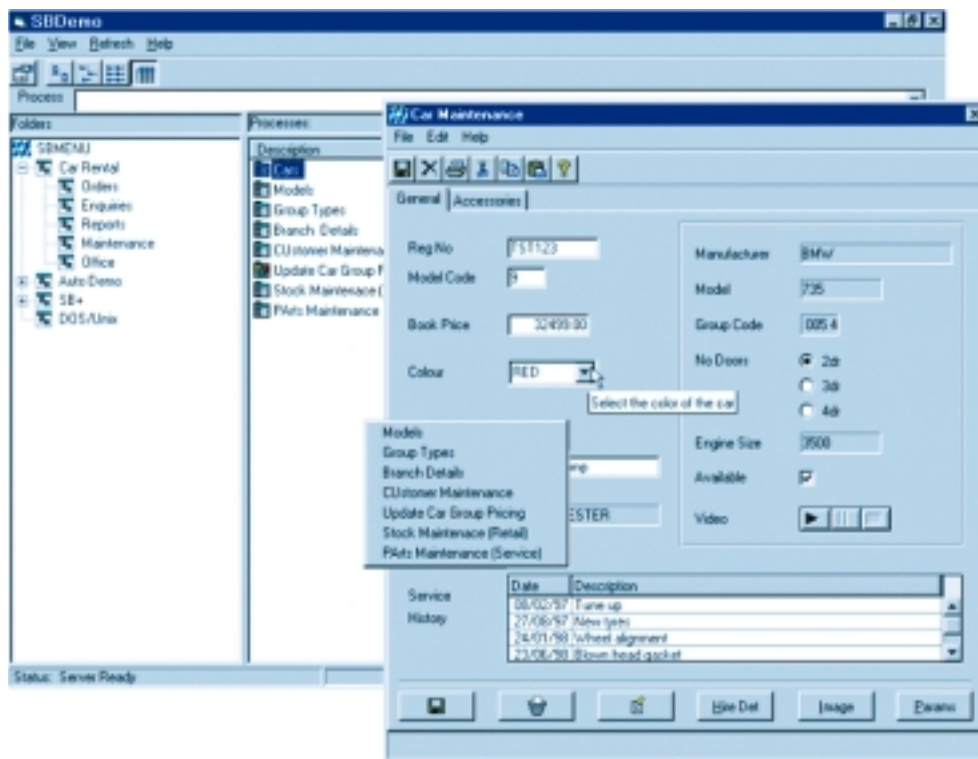 SBDemo
File View Refresh Help
Process
Folders
Processes:
SBMENU
Car Rental
Orders
Enquires
Reports
Maintenance
Office
Auto Demo
SB+
DOS/Unix
Description
Cars
Models
Group Types
Branch Details
CUstomer Maintena
Update Car Group P
Stock Maintenace (
PArts Maintenance
Status: Server Ready
Car Maintenance
File Edit Help
General Accessories
Reg No TST123
Model Code 9
Book Price 32499.00
Colour RED
Select the color of the car
Manufacturer BMW
Model 735
Group Code 005.4
No Doors 2dr
3dr
4dr
Engine Size 3500
Available
Video
Models
Group Types
Branch Details
CUstomer Maintenance
Update Car Group Pricing
Stock Maintenace (Retail)
PArts Maintenance (Service)
ESTER
Service
History
Date Description
08/02/97 Tune up
27/08/97 New tyres
24/01/98 Wheel alignment
23/06/98 Blown head gasket
Hire Det Image Params